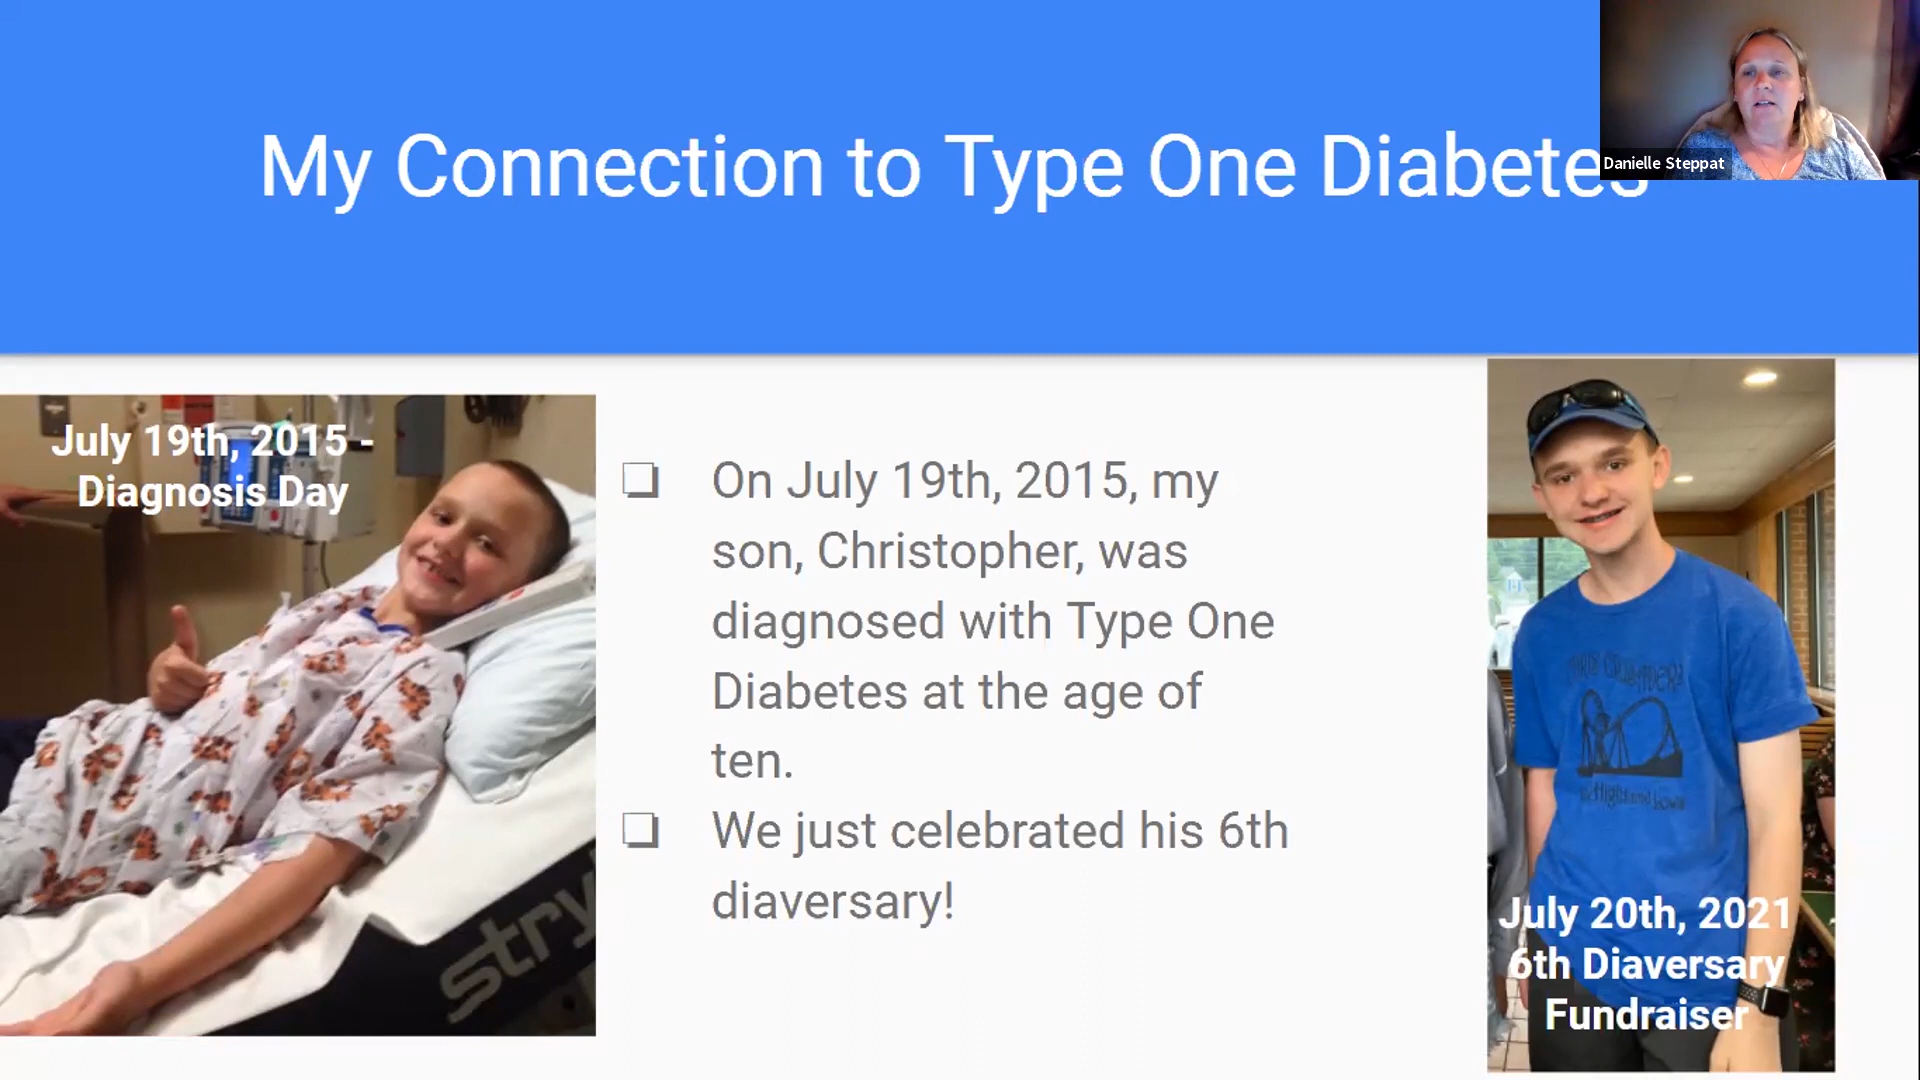 My Connection to Type One Diabetes
Danielle Steppat
July 19th, 2015 -
Diagnosis Day
On July 19th, 2015, my
son, Christopher, was
diagnosed with Type One
Diabetes at the age of
ten.
We just celebrated his 6th
diaversary!
July 20th, 2021
6th Diaversary
Fundraiser
stry